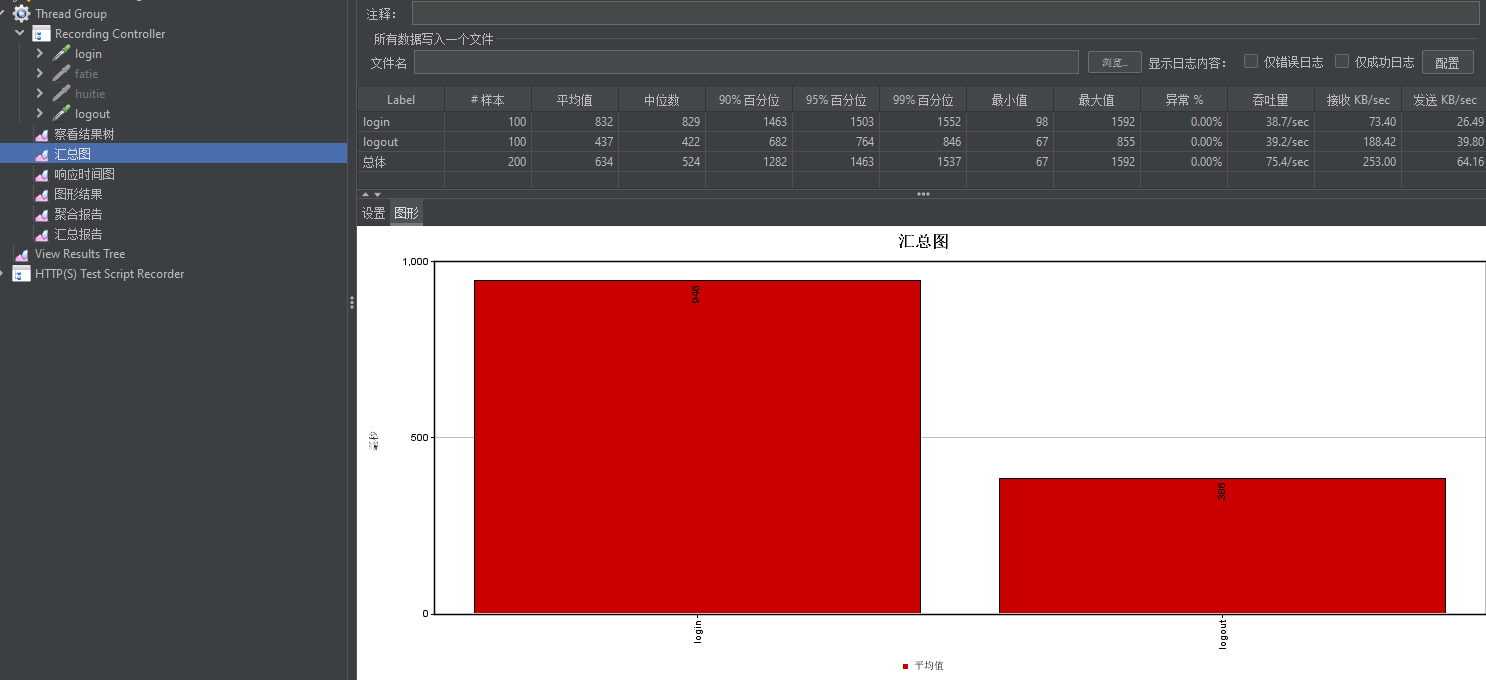 Thread Group
Recording Controller
login
fatie
huitie
logout
察看结果树
汇总图
响应时间图
图形结果
聚合报告
汇总报告
View Results Tree
HTTP(S) Test Script Recorder
注释：
所有数据写入一个文件
文件名 浏览... 显示日志内容： 仅错误日志 仅成功日志 配置
Label # 样本 平均值 中位数 90% 百分位 95% 百分位 99% 百分位 最小值 最大值 异常 % 吞吐量 接收 KB/sec 发送 KB/sec
login 100 832 829 1463 1503 1552 98 1592 0.00% 38.7/sec 73.40 26.49
logout 100 437 422 682 764 846 67 855 0.00% 39.2/sec 188.42 39.80
总体 200 634 524 1282 1463 1537 67 1592 0.00% 75.4/sec 253.00 64.16
设置 图形
汇总图
1,000
500
0
毫秒
login
logout
平均值